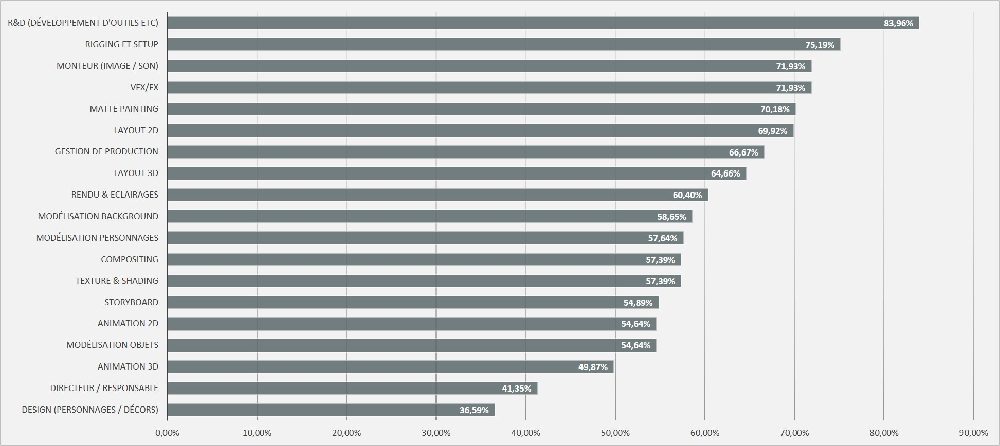 R&D (DÉVELOPPEMENT D'OUTILS ETC) 83,96%
RIGGING ET SETUP 75,19%
MONTEUR (IMAGE / SON) 71,93%
VFX/FX 71,93%
MATTE PAINTING 70,18%
LAYOUT 2D 69,92%
GESTION DE PRODUCTION 66,67%
LAYOUT 3D 64,66%
RENDU & ECLAIRAGES 60,40%
MODÉLISATION BACKGROUND 58,65%
MODÉLISATION PERSONNAGES 57,64%
COMPOSITING 57,39%
TEXTURE & SHADING 57,39%
STORYBOARD 54,89%
ANIMATION 2D 54,64%
MODÉLISATION OBJETS 54,64%
ANIMATION 3D 49,87%
DIRECTEUR / RESPONSABLE 41,35%
DESIGN (PERSONNAGES / DÉCORS) 36,59%
0,00% 10,00% 20,00% 30,00% 40,00% 50,00% 60,00% 70,00% 80,00% 90,00%